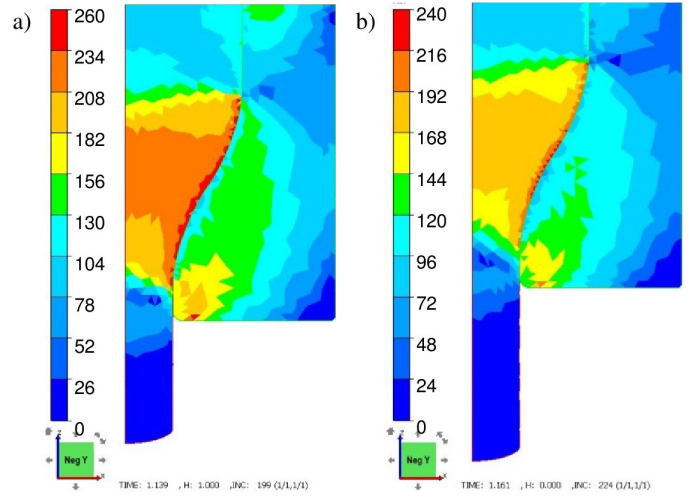 a)
260
234
208
182
156
130
104
78
52
0
z
Neg Y
x
TIME: 1.139 , H: 1.000 ,INC: 199 (1/1,1/1)
b)
240
216
192
168
144
120
96
72
48
24
0
z
Neg Y
x
TIME: 1.161 , H: 0.000 ,INC: 224 (1/1,1/1)